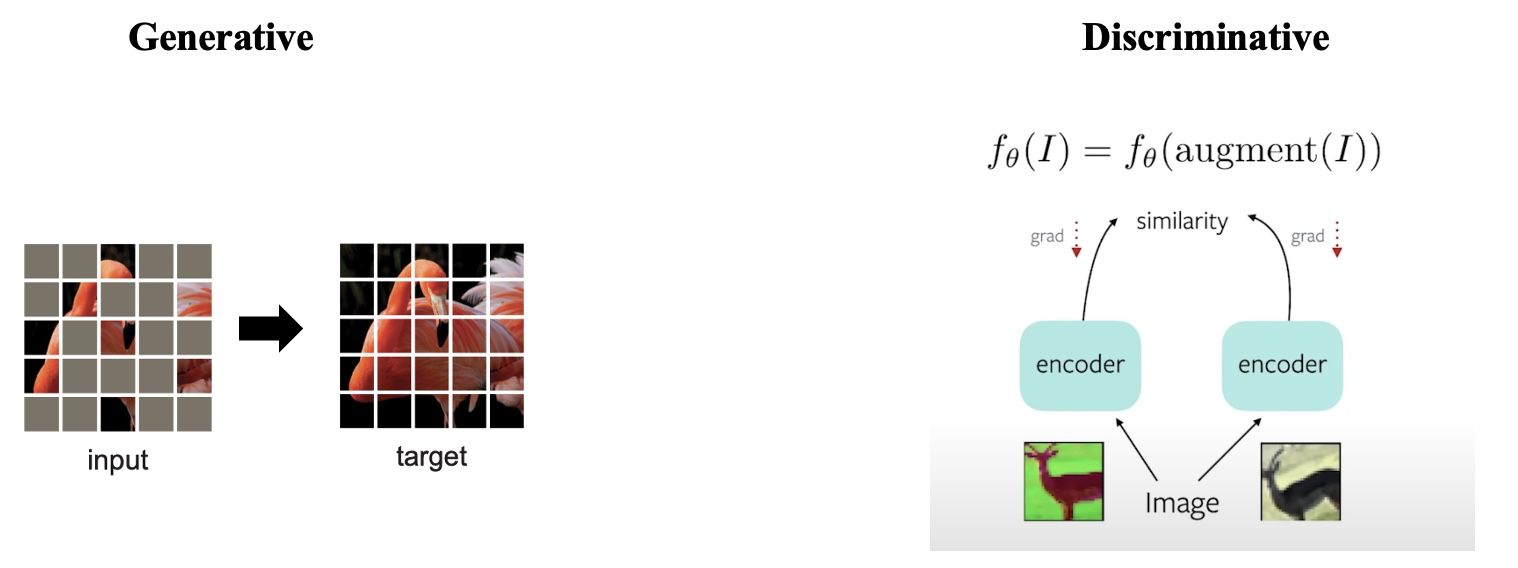 Generative
input
target
Discriminative
fθ(I) = fθ(augment(I))
similarity
grad
grad
encoder
encoder
Image